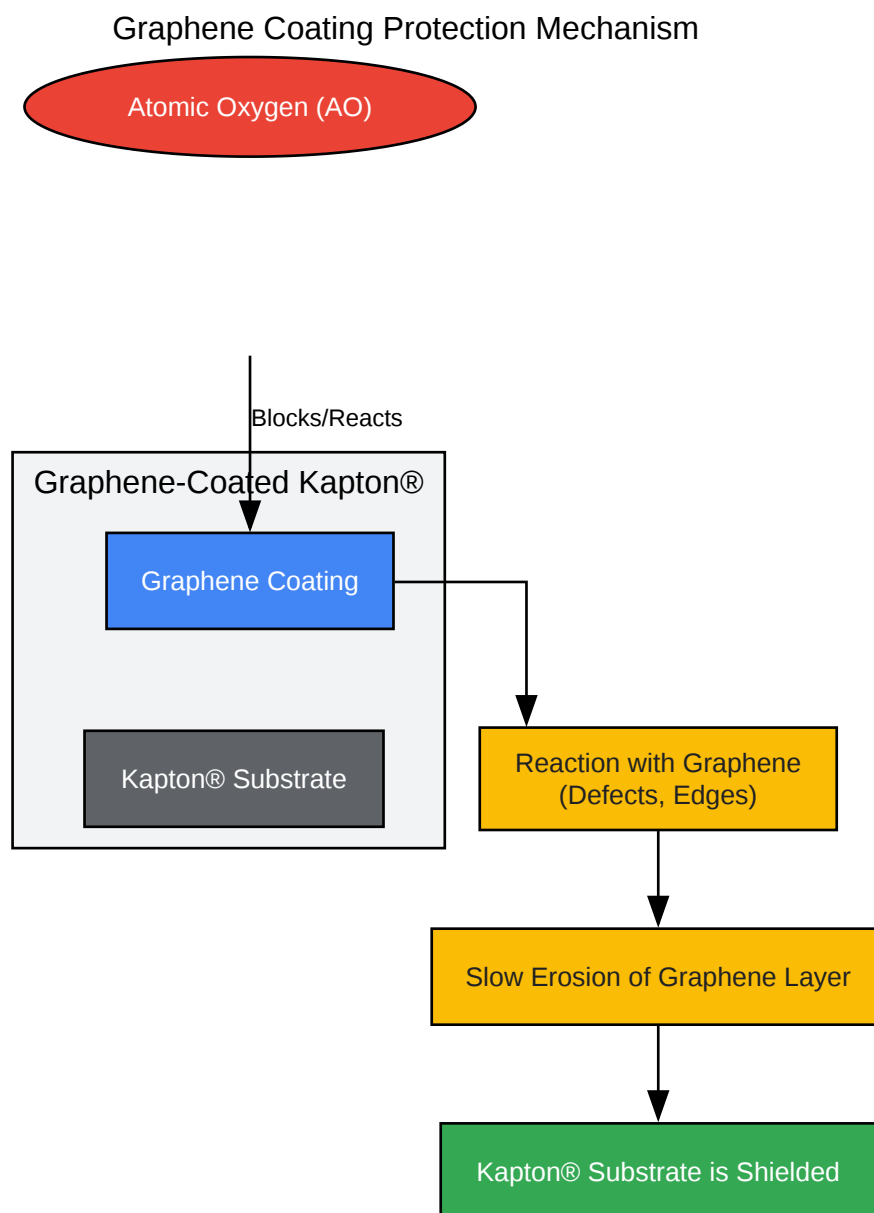 Graphene Coating Protection Mechanism
Atomic Oxygen (AO)
Blocks/Reacts
Graphene-Coated Kapton®
Graphene Coating
Kapton® Substrate
Reaction with Graphene
(Defects, Edges)
Slow Erosion of Graphene Layer
Kapton® Substrate is Shielded